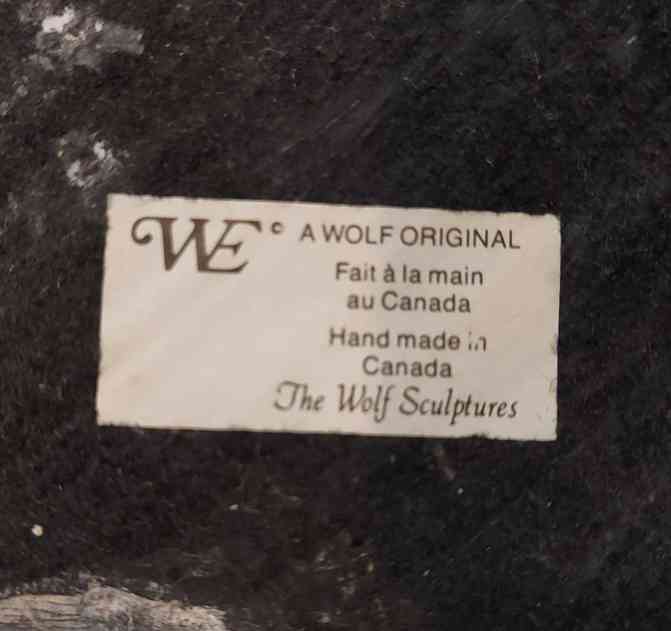 WE © A WOLF ORIGINAL
Fait à la main
au Canada
Hand made in
Canada
The Wolf Sculptures